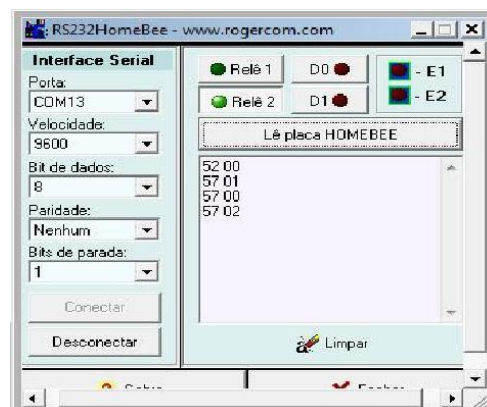 RS232HomeBee - www.rogercom.com
Interface Serial
Porta:
COM13
Velocidade:
9600
Bit de dados:
8
Paridade:
Nenhum
Bits de parada:
1
Conectar
Desconectar
Relê 1
D0
- E1
Relê 2
D1
- E2
Lê placa HOMEBEE
52 00
57 01
57 00
57 02
Limpar